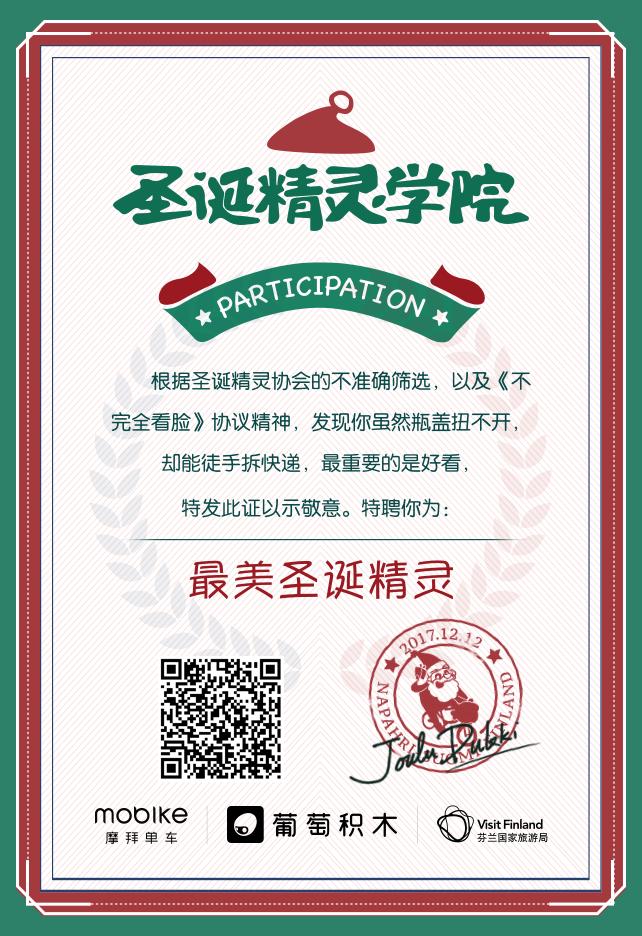 圣诞精灵学院
PARTICIPATION
根据圣诞精灵协会的不准确筛选，以及《不
完全看脸》协议精神，发现你虽然瓶盖扭不开，
却能徒手拆快递，最重要的是好看，
特发此证以示敬意。特聘你为：
最美圣诞精灵
2017.12.12
FINLAND
mobike
摩拜单车
葡萄积木
Visit Finland
芬兰国家旅游局